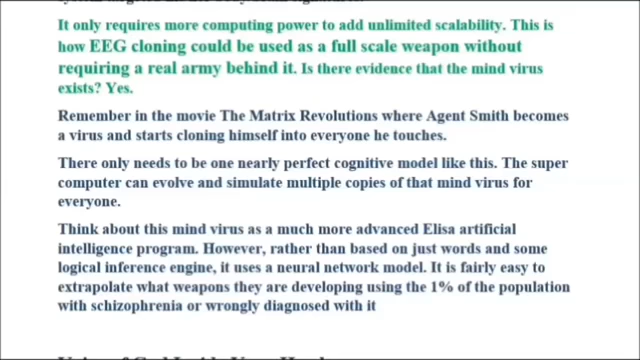 It only requires more computing power to add unlimited scalability. This is
how EEG cloning could be used as a full scale weapon without
requiring a real army behind it. Is there evidence that the mind virus
exists? Yes.
Remember in the movie The Matrix Revolutions where Agent Smith becomes
a virus and starts cloning himself into everyone he touches.
There only needs to be one nearly perfect cognitive model like this. The super
computer can evolve and simulate multiple copies of that mind virus for
everyone.
Think about this mind virus as a much more advanced Elisa artificial
intelligence program. However, rather than based on just words and some
logical inference engine, it uses a neural network model. It is fairly easy to
extrapolate what weapons they are developing using the 1% of the population
with schizophrenia or wrongly diagnosed with it